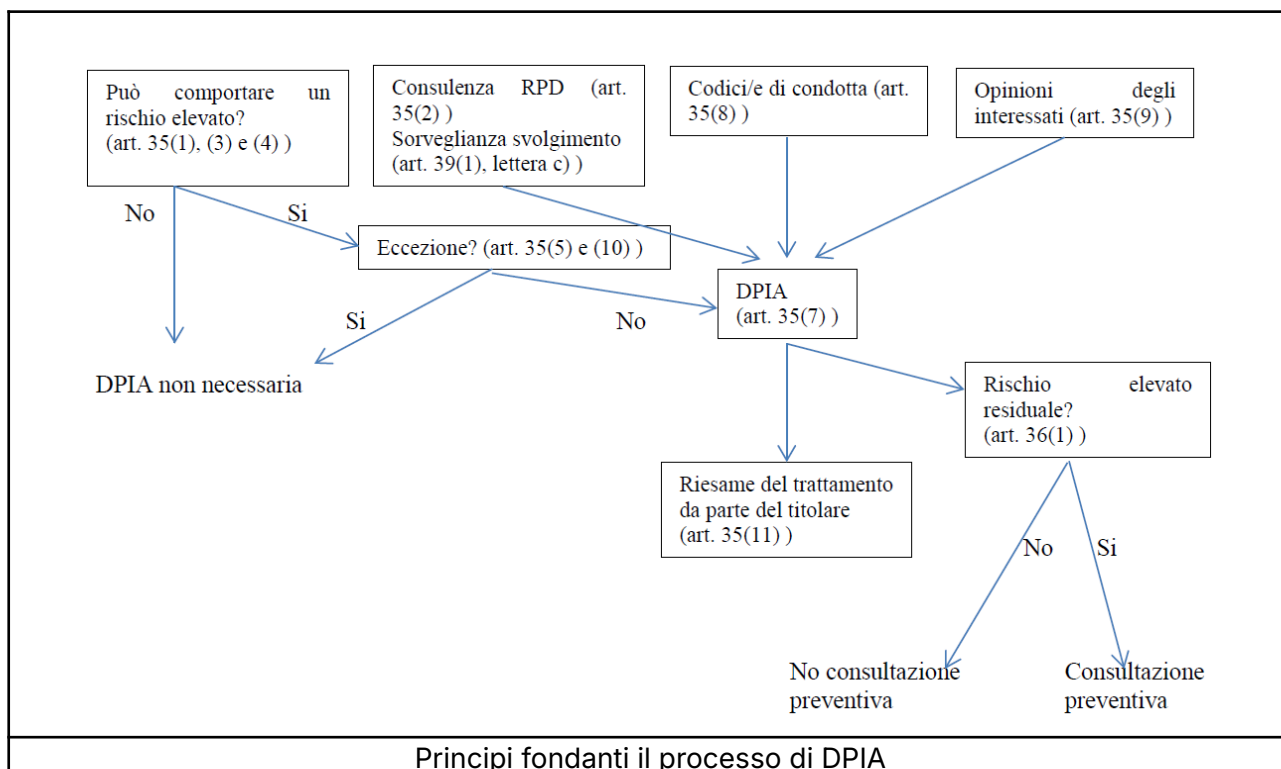 Può comportare un
rischio elevato?
(art. 35(1), (3) e (4) )
Consulenza RPD (art.
35(2) )
Sorveglianza svolgimento
(art. 39(1), lettera c) )
Codici/e di condotta (art.
35(8) )
Opinioni degli
interessati (art. 35(9) )
No
Si
Eccezione? (art. 35(5) e (10) )
Si
No
DPIA
(art. 35(7) )
DPIA non necessaria
Rischio elevato
residuale?
(art. 36(1) )
Riesame del trattamento
da parte del titolare
(art. 35(11) )
No
Si
No consultazione
preventiva
Consultazione
preventiva
Principi fondanti il processo di DPIA